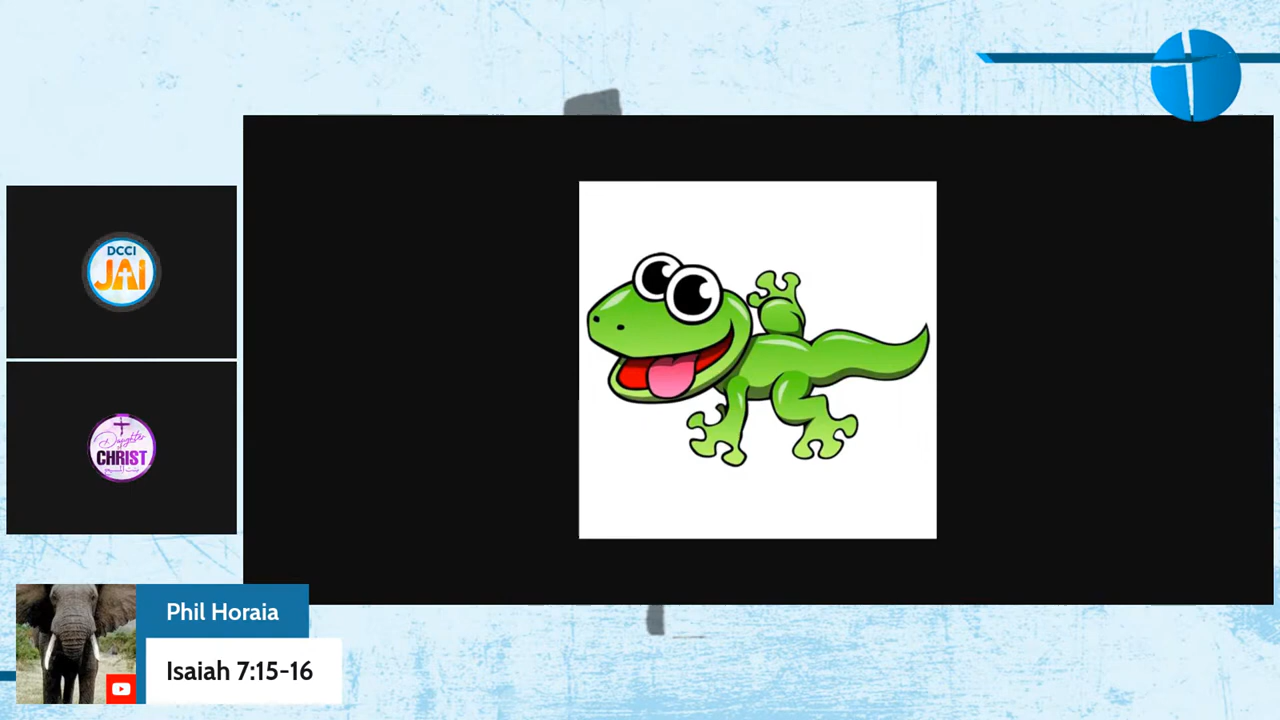 DCCI
JAI
Daughter
CHRIST
Phil Horaia
Isaiah 7:15-16